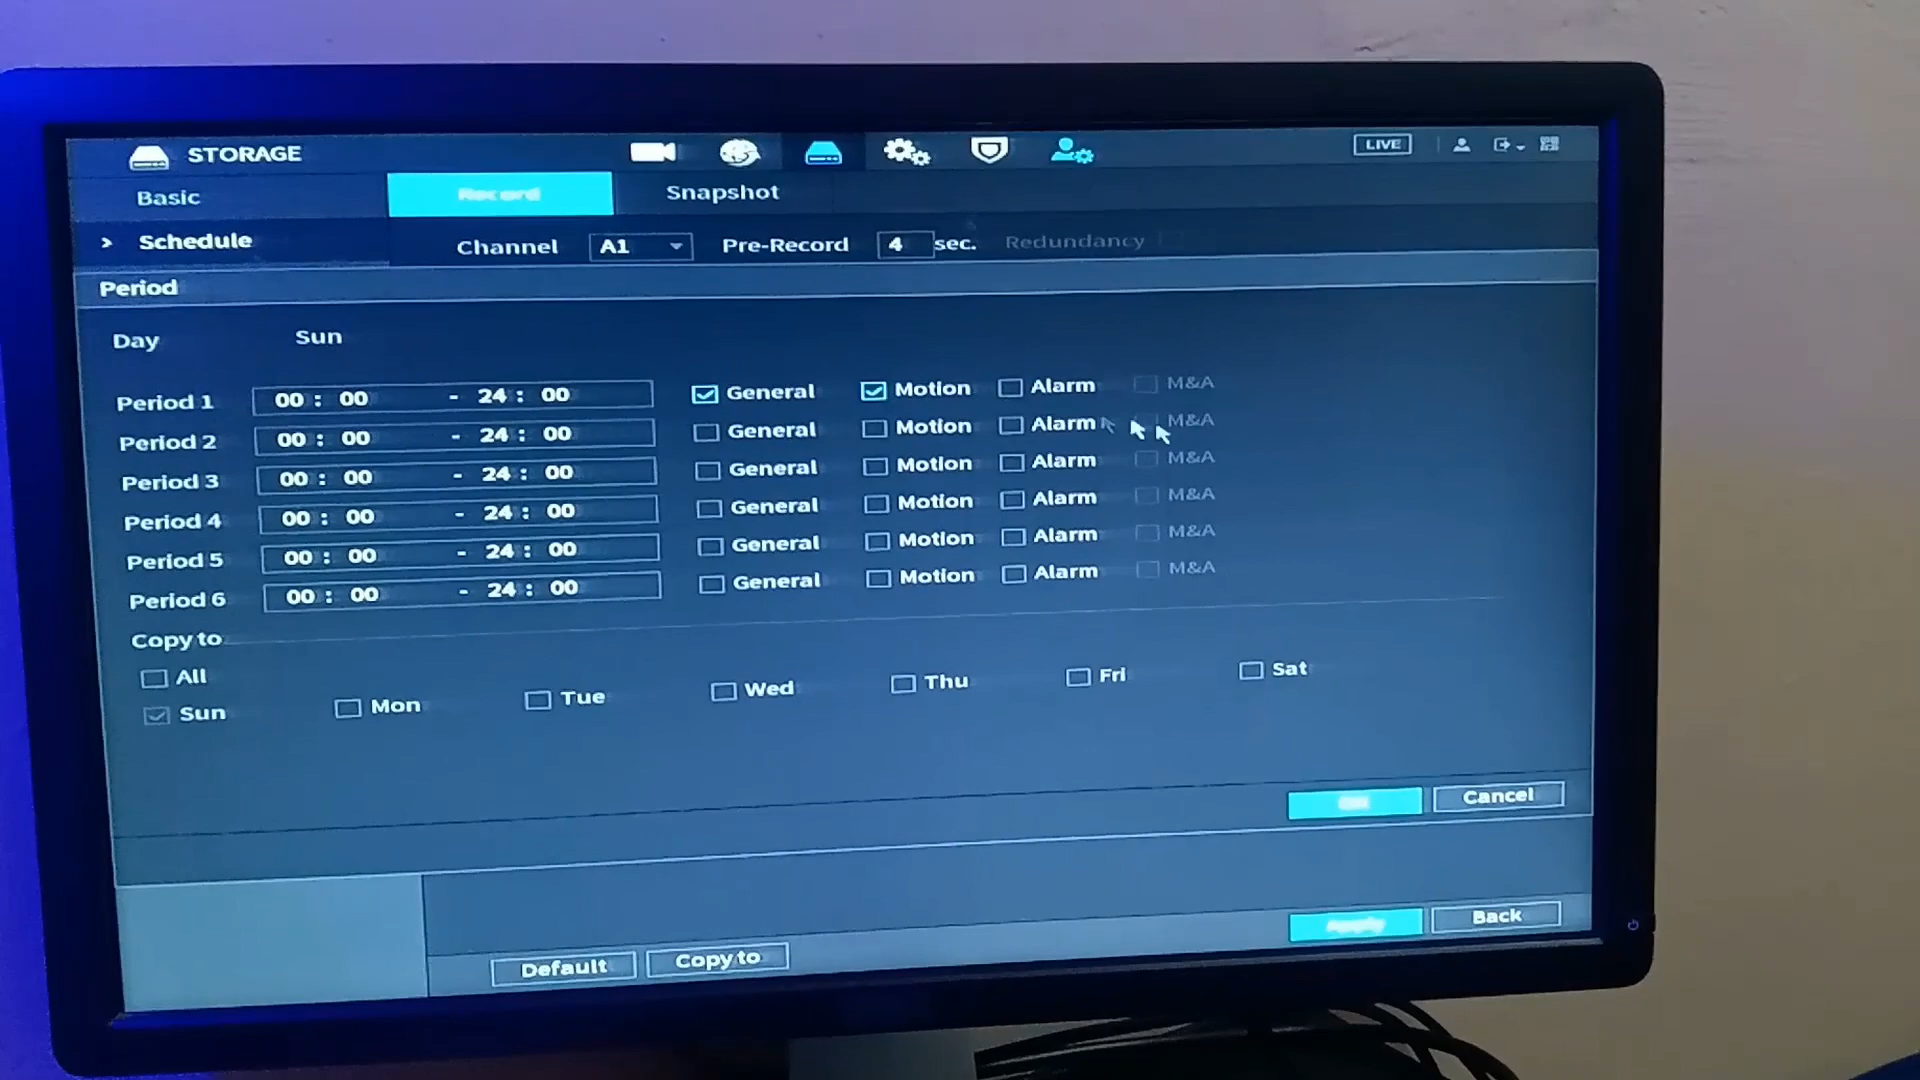 STORAGE LIVE
Basic Record Snapshot
> Schedule Channel A1 Pre-Record 4 sec. Redundancy
Period
Day Sun
Period 1 00 : 00 - 24 : 00 General Motion Alarm M&A
Period 2 00 : 00 - 24 : 00 General Motion Alarm M&A
Period 3 00 : 00 - 24 : 00 General Motion Alarm M&A
Period 4 00 : 00 - 24 : 00 General Motion Alarm M&A
Period 5 00 : 00 - 24 : 00 General Motion Alarm M&A
Period 6 00 : 00 - 24 : 00 General Motion Alarm M&A
Copy to
All
Sun Mon Tue Wed Thu Fri Sat
OK Cancel
Apply Back
Default Copy to